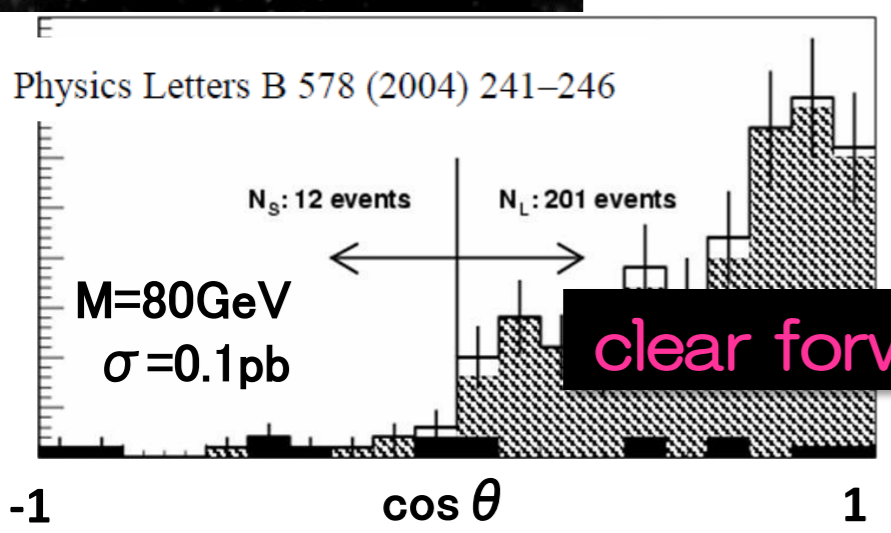 Physics Letters B 578 (2004) 241–246
N_S: 12 events
N_L: 201 events
M=80GeV
σ=0.1pb
clear forv
-1
cos θ
1